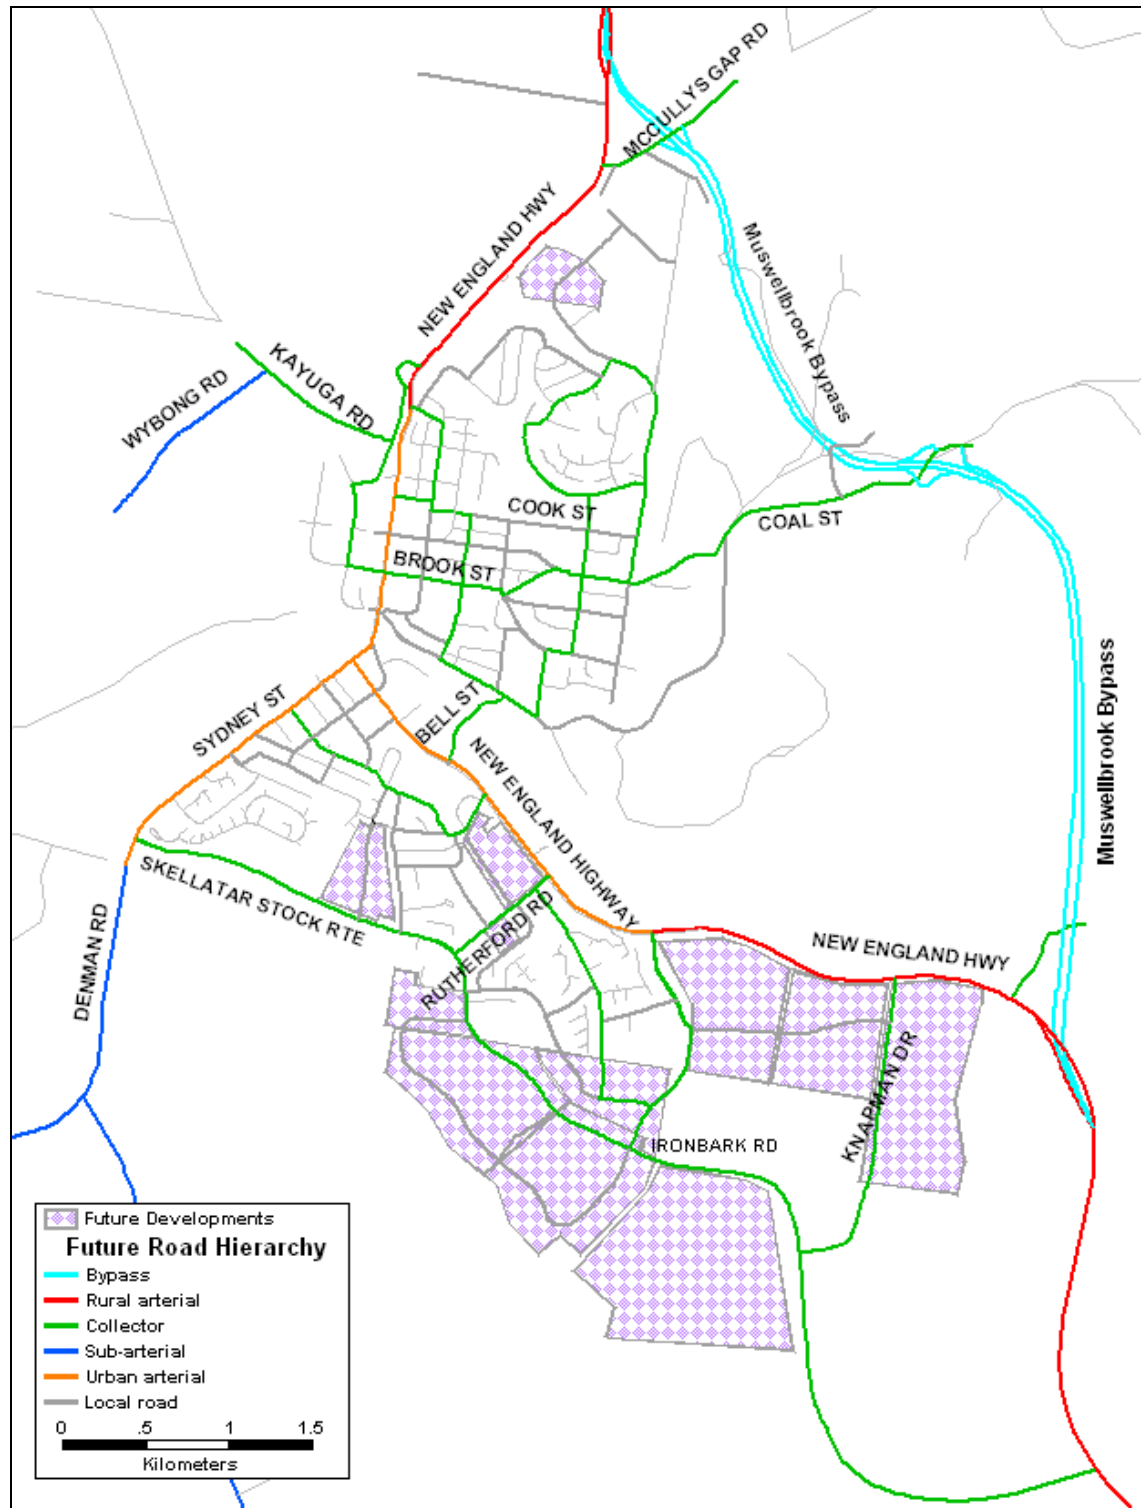 MCCULLYS GAP RD
NEW ENGLAND HWY
Muswellbrook Bypass
KAYUGA RD
WYBONG RD
COOK ST
COAL ST
BROOK ST
SYDNEY ST
BELL ST
Muswellbrook Bypass
NEW ENGLAND HIGHWAY
SKELLATAR STOCK RTE
RUTHERFORD RD
DENMAN RD
NEW ENGLAND HWY
KNAPMAN DR
IRONBARK RD
Future Developments
Future Road Hierarchy
Bypass
Rural arterial
Collector
Sub-arterial
Urban arterial
Local road
0 .5 1 1.5
Kilometers